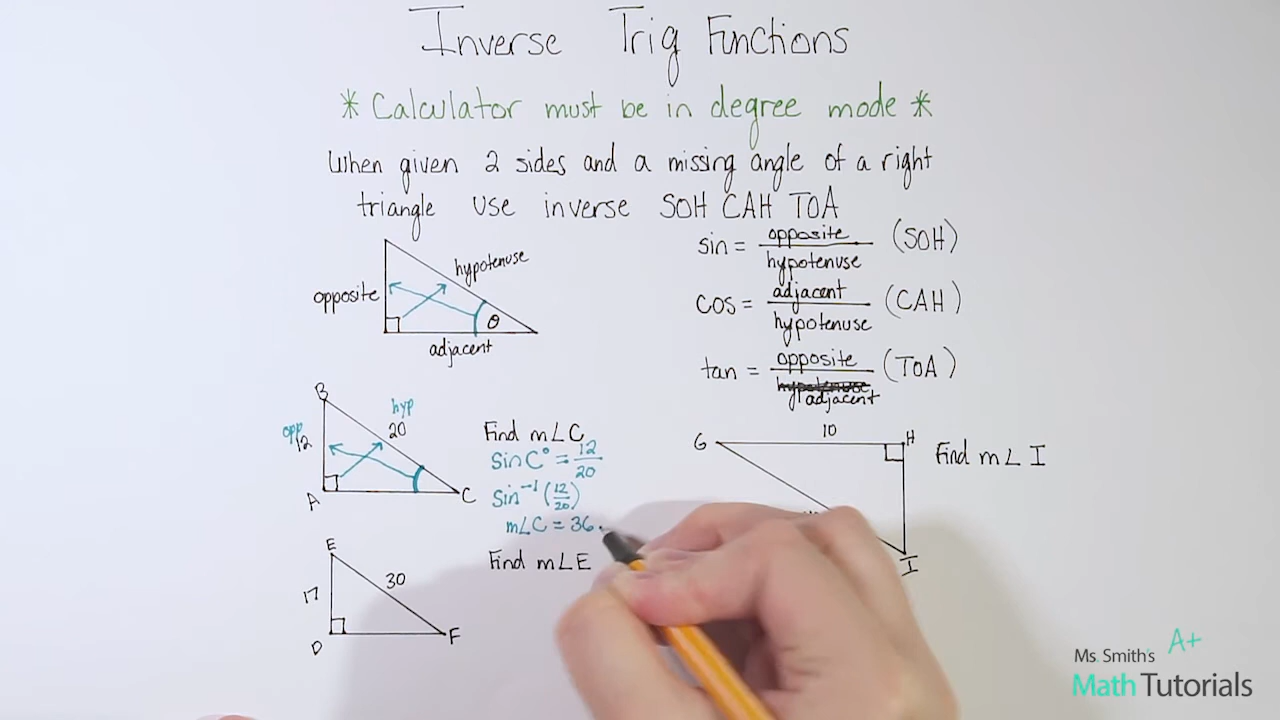 Inverse Trig Functions
* Calculator must be in degree mode *
When given 2 sides and a missing angle of a right
triangle use inverse SOH CAH TOA
opposite
hypotenuse
θ
adjacent
sin = opposite/hypotenuse (SOH)
cos = adjacent/hypotenuse (CAH)
tan = opposite/adjacent (TOA)
B
opp
12
hyp
20
A
C
Find m∠C
Sin C° = 12/20
Sin⁻¹ (12/20)
m∠C = 36.
E
17
30
D
F
Find m∠E
G
10
H
I
Find m∠I
Ms. Smith's A+
Math Tutorials